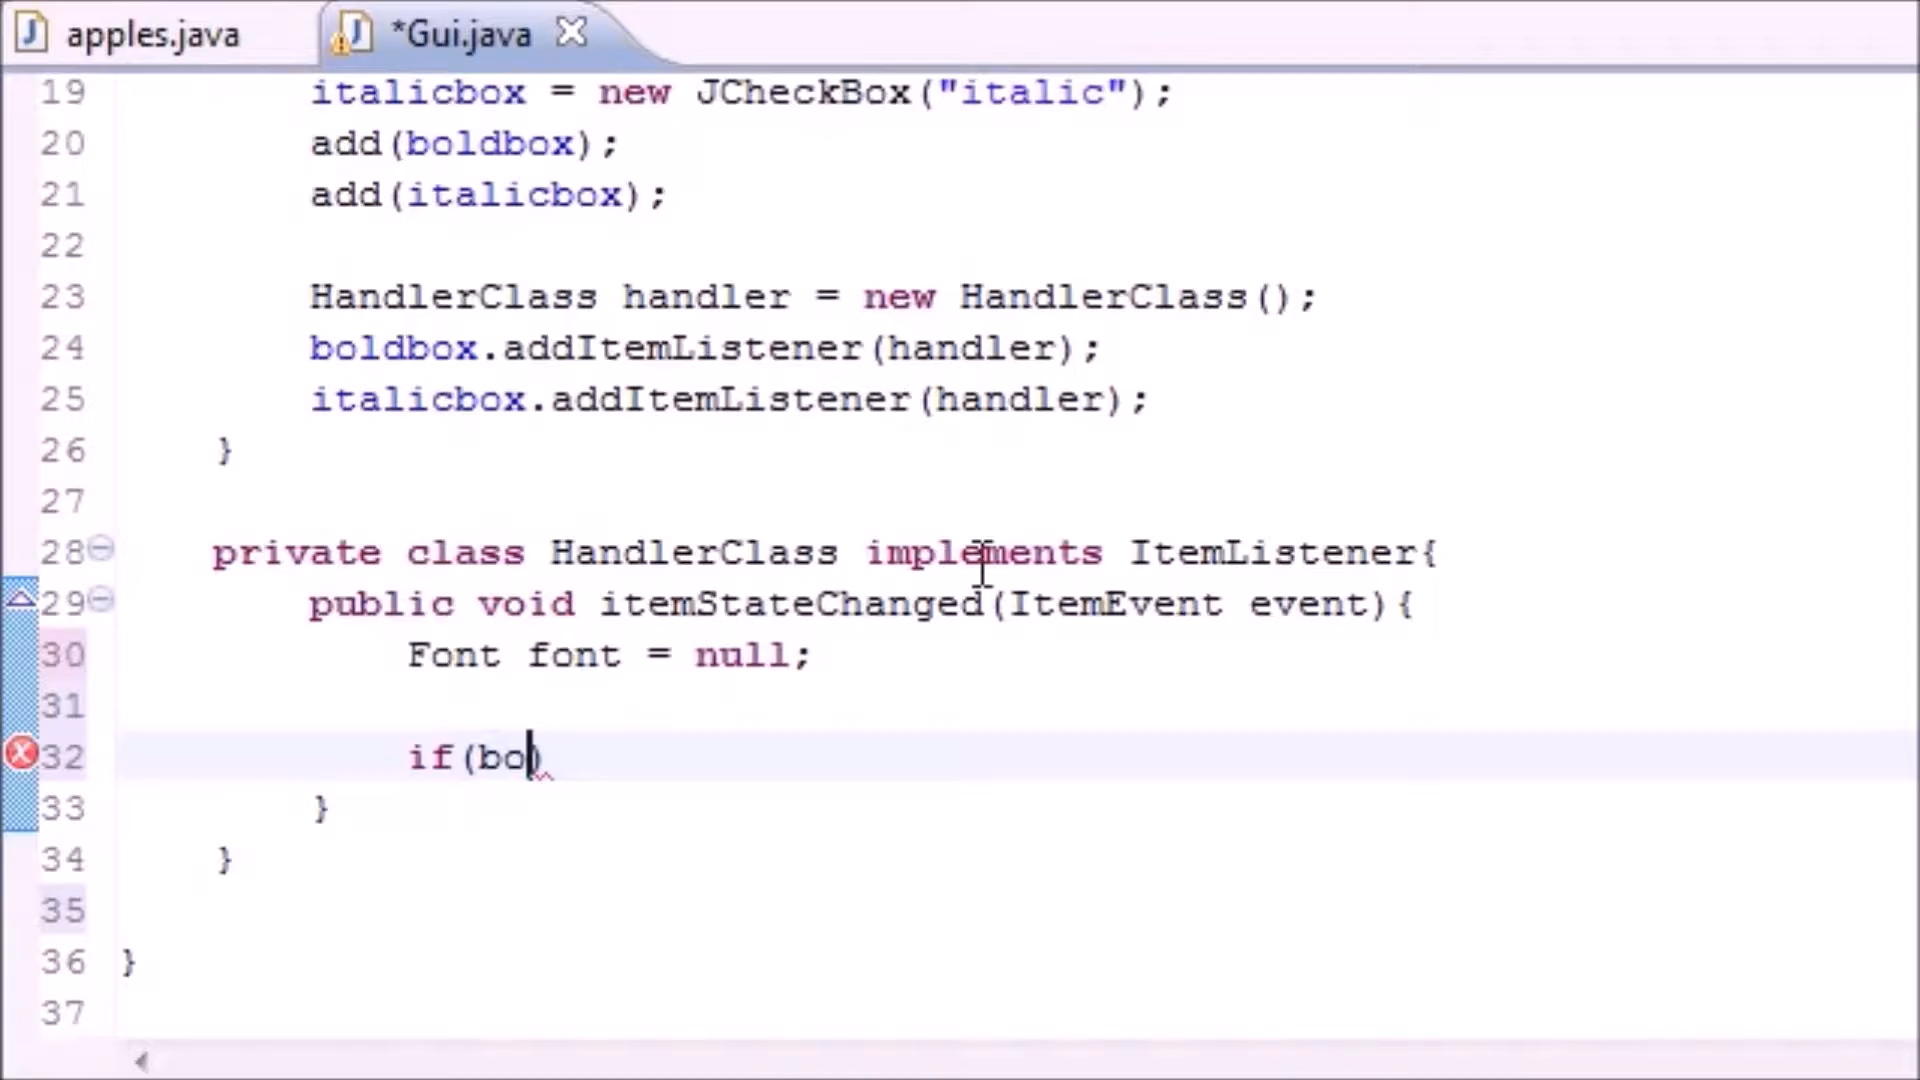 apples.java
*Gui.java
19 italicbox = new JCheckBox("italic");
20 add(boldbox);
21 add(italicbox);
22
23 HandlerClass handler = new HandlerClass();
24 boldbox.addItemListener(handler);
25 italicbox.addItemListener(handler);
26 }
27
28 private class HandlerClass implements ItemListener{
29 public void itemStateChanged(ItemEvent event){
30 Font font = null;
31
32 if(bo)
33 }
34 }
35
36 }
37